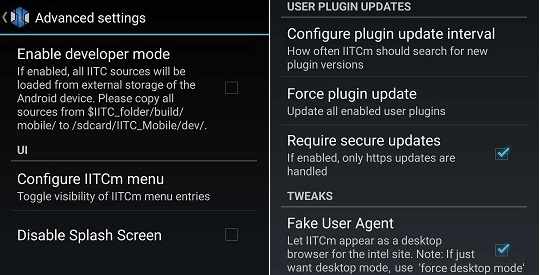 Advanced settings
Enable developer mode
If enabled, all IITC sources will be
loaded from external storage of the
Android device. Please copy all
sources from $IITC_folder/build/
mobile/ to /sdcard/IITC_Mobile/dev/.
UI
Configure IITCm menu
Toggle visibility of IITCm menu entries
Disable Splash Screen
USER PLUGIN UPDATES
Configure plugin update interval
How often IITCm should search for new
plugin versions
Force plugin update
Update all enabled user plugins
Require secure updates
If enabled, only https updates are
handled
TWEAKS
Fake User Agent
Let IITCm appear as a desktop
browser for the intel site. Note: If just
want desktop mode, use 'force desktop mode'